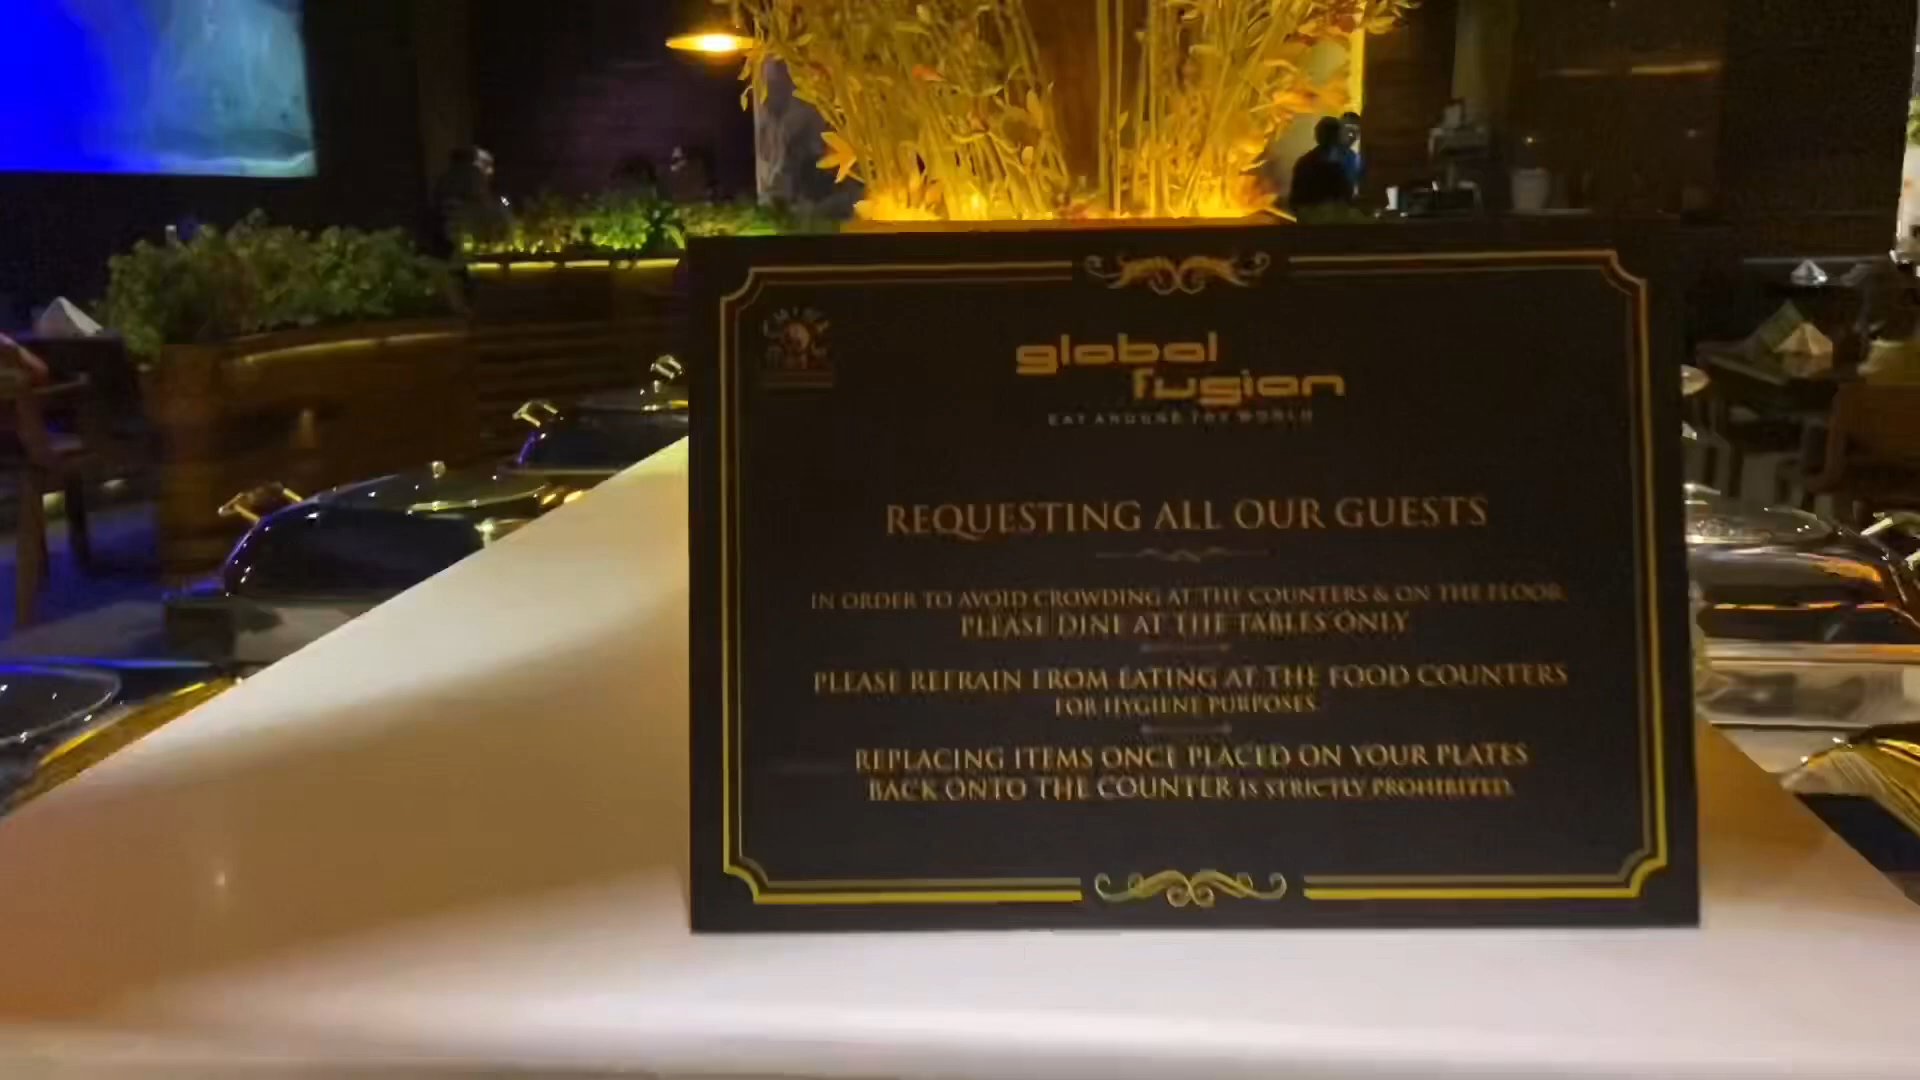 global
fusion
EAT AROUND THE WORLD
REQUESTING ALL OUR GUESTS
IN ORDER TO AVOID CROWDING AT THE COUNTERS & ON THE FLOOR
PLEASE DINE AT THE TABLES ONLY
PLEASE REFRAIN FROM EATING AT THE FOOD COUNTERS
FOR HYGIENE PURPOSES
REPLACING ITEMS ONCE PLACED ON YOUR PLATES
BACK ONTO THE COUNTER IS STRICTLY PROHIBITED.